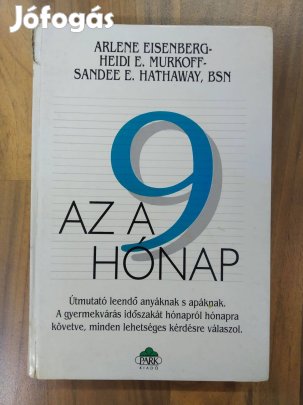 Jófogás
ARLENE EISENBERG-
HEIDI E. MURKOFF-
SANDEE E. HATHAWAY, BSN
9
AZ A
HÓNAP
Útmutató leendő anyáknak s apáknak.
A gyermekvárás időszakát hónapról hónapra
követve, minden lehetséges kérdésre válaszol.
PARK
KIADÓ